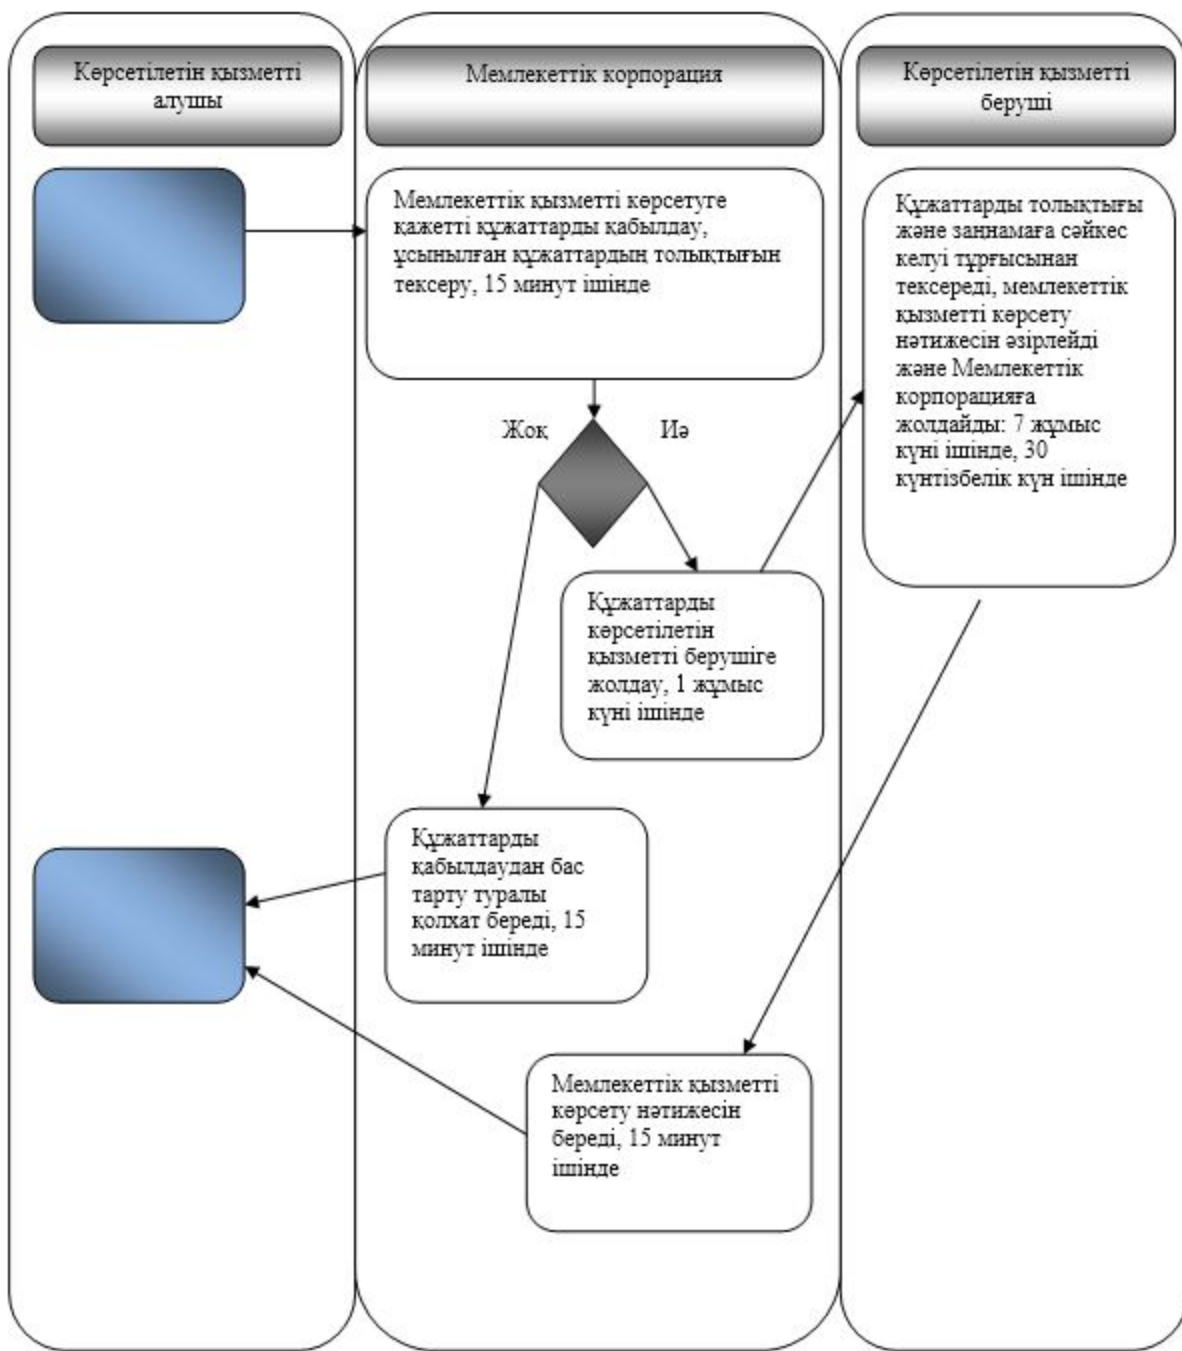 Көрсетілетін қызметті
алушы
Мемлекеттік корпорация
Көрсетілетін қызметті
беруші
Мемлекеттік қызметті көрсетуге
қажетті құжаттарды қабылдау,
ұсынылған құжаттардың толықтығын
тексеру, 15 минут ішінде
Құжаттарды толықтығы
және заңнамаға сәйкес
келуі тұрғысынан
тексереді, мемлекеттік
қызметті көрсету
нәтижесін әзірлейді
және Мемлекеттік
корпорацияға
жолдайды: 7 жұмыс
күні ішінде, 30
күнтізбелік күн ішінде
Жоқ
Иә
Құжаттарды
көрсетілетін
қызметті берушіге
жолдау, 1 жұмыс
күні ішінде
Құжаттарды
қабылдаудан бас
тарту туралы
қолхат береді, 15
минут ішінде
Мемлекеттік қызметті
көрсету нәтижесін
береді, 15 минут
ішінде